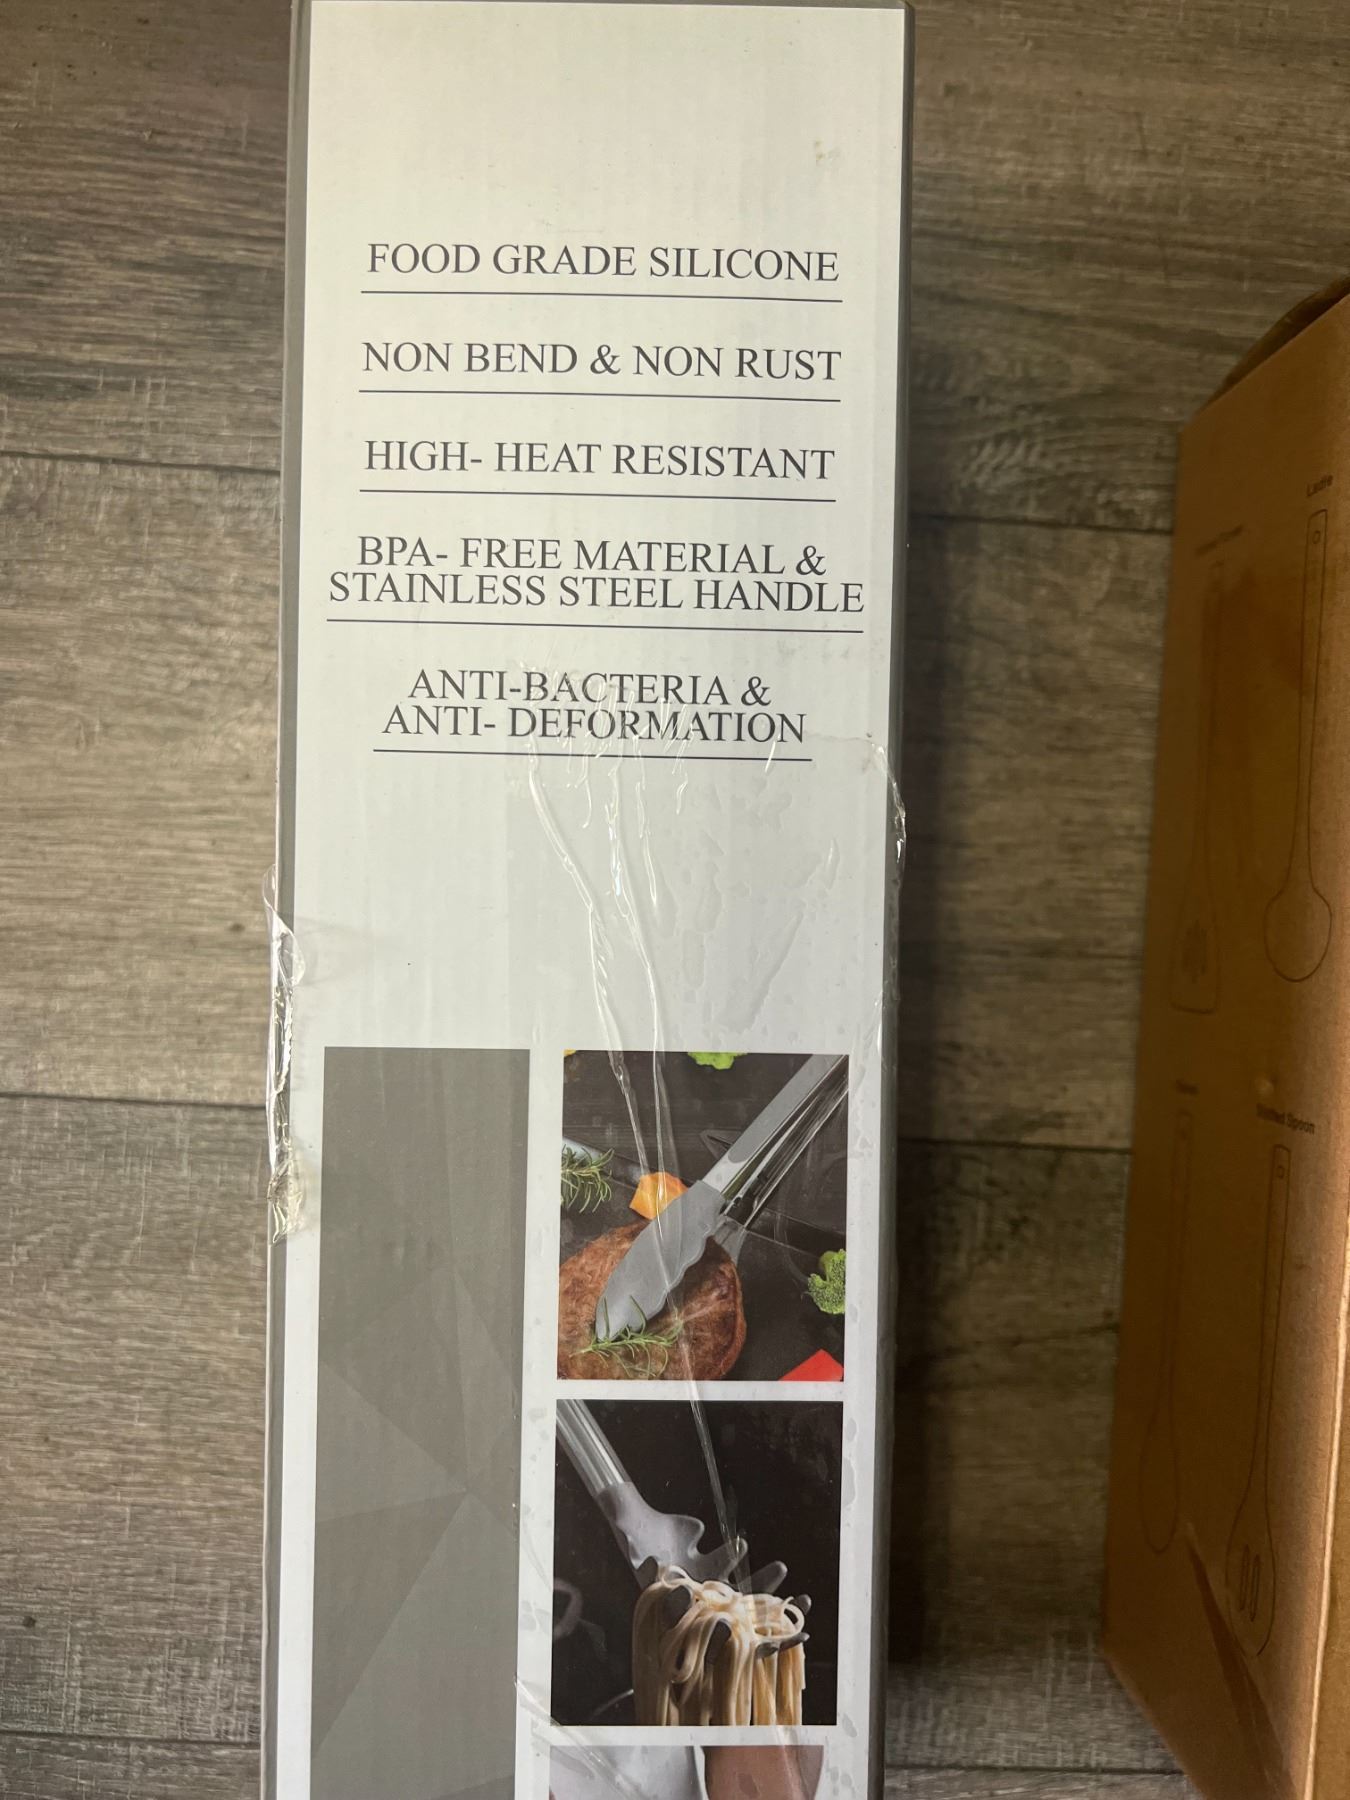 FOOD GRADE SILICONE
NON BEND & NON RUST
HIGH- HEAT RESISTANT
BPA- FREE MATERIAL &
STAINLESS STEEL HANDLE
ANTI-BACTERIA &
ANTI- DEFORMATION
Ladle
Slotted Spoon